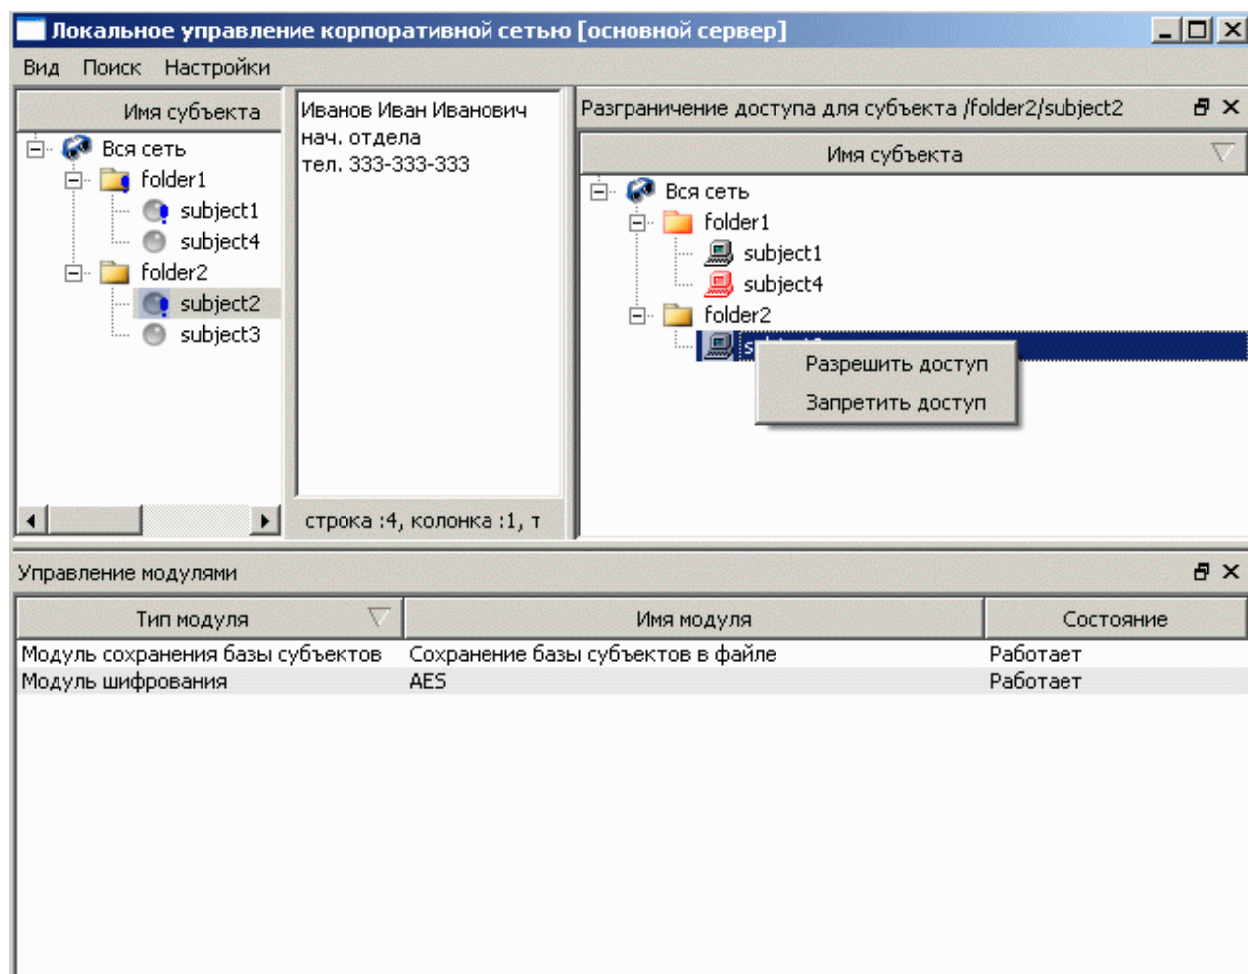 Локальное управление корпоративной сетью [основной сервер]
Вид Поиск Настройки
Имя субъекта
Вся сеть
folder1
subject1
subject4
folder2
subject2
subject3
Иванов Иван Иванович
нач. отдела
тел. 333-333-333
строка :4, колонка :1, т
Разграничение доступа для субъекта /folder2/subject2
Имя субъекта
Вся сеть
folder1
subject1
subject4
folder2
Разрешить доступ
Запретить доступ
Управление модулями
Тип модуля Имя модуля Состояние
Модуль сохранения базы субъектов Сохранение базы субъектов в файле Работает
Модуль шифрования AES Работает